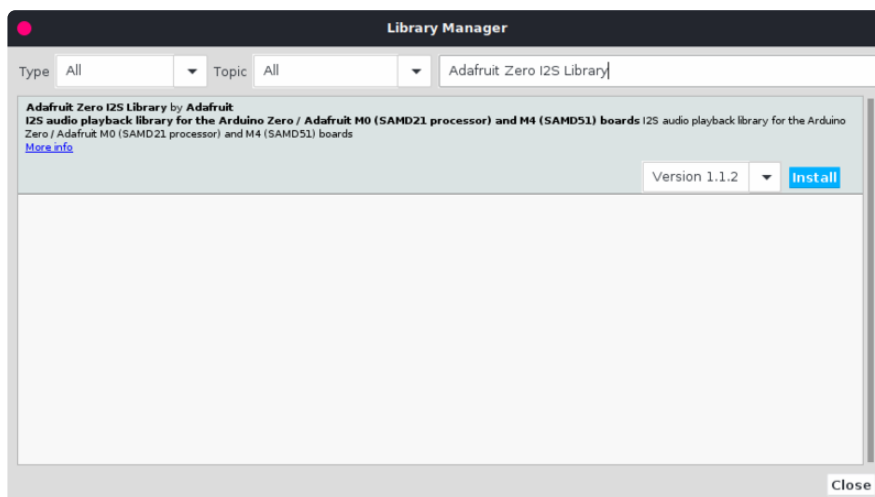 Library Manager
Type All Topic All Adafruit Zero I2S Library
Adafruit Zero I2S Library by Adafruit
I2S audio playback library for the Arduino Zero / Adafruit M0 (SAMD21 processor) and M4 (SAMD51) boards I2S audio playback library for the Arduino
Zero / Adafruit M0 (SAMD21 processor) and M4 (SAMD51) boards
More info
Version 1.1.2 Install
Close